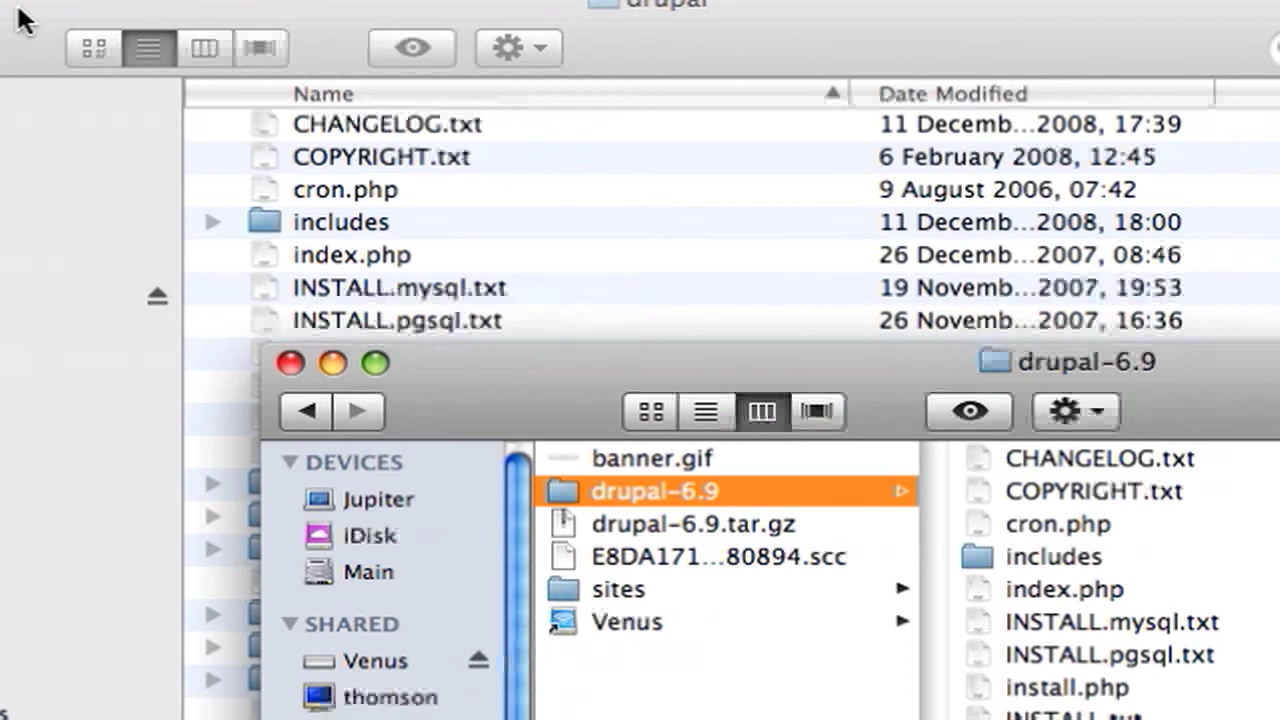 drupal
Name Date Modified
CHANGELOG.txt 11 Decemb...2008, 17:39
COPYRIGHT.txt 6 February 2008, 12:45
cron.php 9 August 2006, 07:42
includes 11 Decemb...2008, 18:00
index.php 26 Decemb...2007, 08:46
INSTALL.mysql.txt 19 Novemb...2007, 19:53
INSTALL.pgsql.txt 26 Novemb...2007, 16:36
drupal-6.9
DEVICES
Jupiter
iDisk
Main
SHARED
Venus
thomson
banner.gif
drupal-6.9
drupal-6.9.tar.gz
E8DA171...80894.scc
sites
Venus
CHANGELOG.txt
COPYRIGHT.txt
cron.php
includes
index.php
INSTALL.mysql.txt
INSTALL.pgsql.txt
install.php
INSTALL.txt